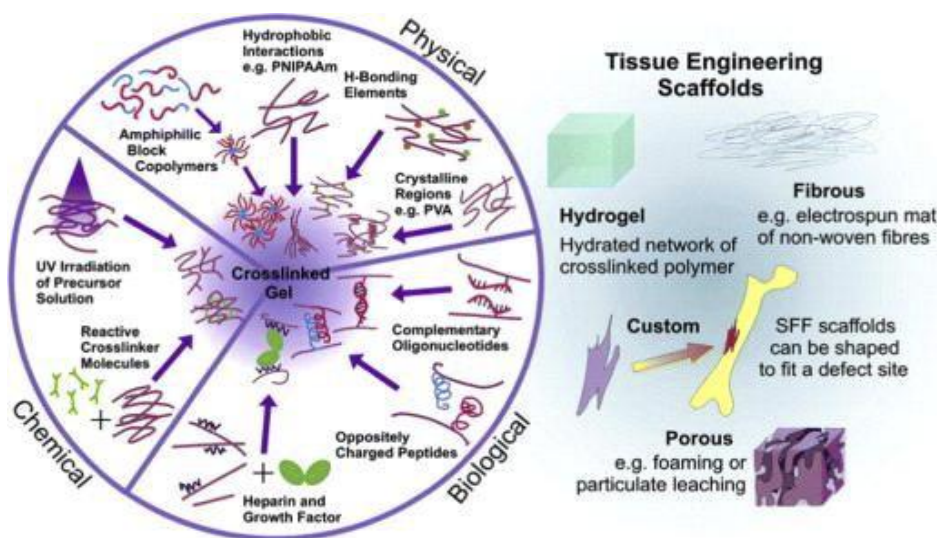 Physical
Hydrophobic
Interactions
e.g. PNIPAAm
H-Bonding
Elements
Amphiphilic
Block
Copolymers
Crystalline
Regions
e.g. PVA
UV Irradiation
of Precursor
Solution
Crosslinked
Gel
Reactive
Crosslinker
Molecules
+
Chemical
Complementary
Oligonucleotides
Oppositely
Charged Peptides
Biological
+
Heparin and
Growth Factor
Tissue Engineering
Scaffolds
Hydrogel
Hydrated network of
crosslinked polymer
Fibrous
e.g. electrospun mat
of non-woven fibres
Custom
SFF scaffolds
can be shaped
to fit a defect site
Porous
e.g. foaming or
particulate leaching